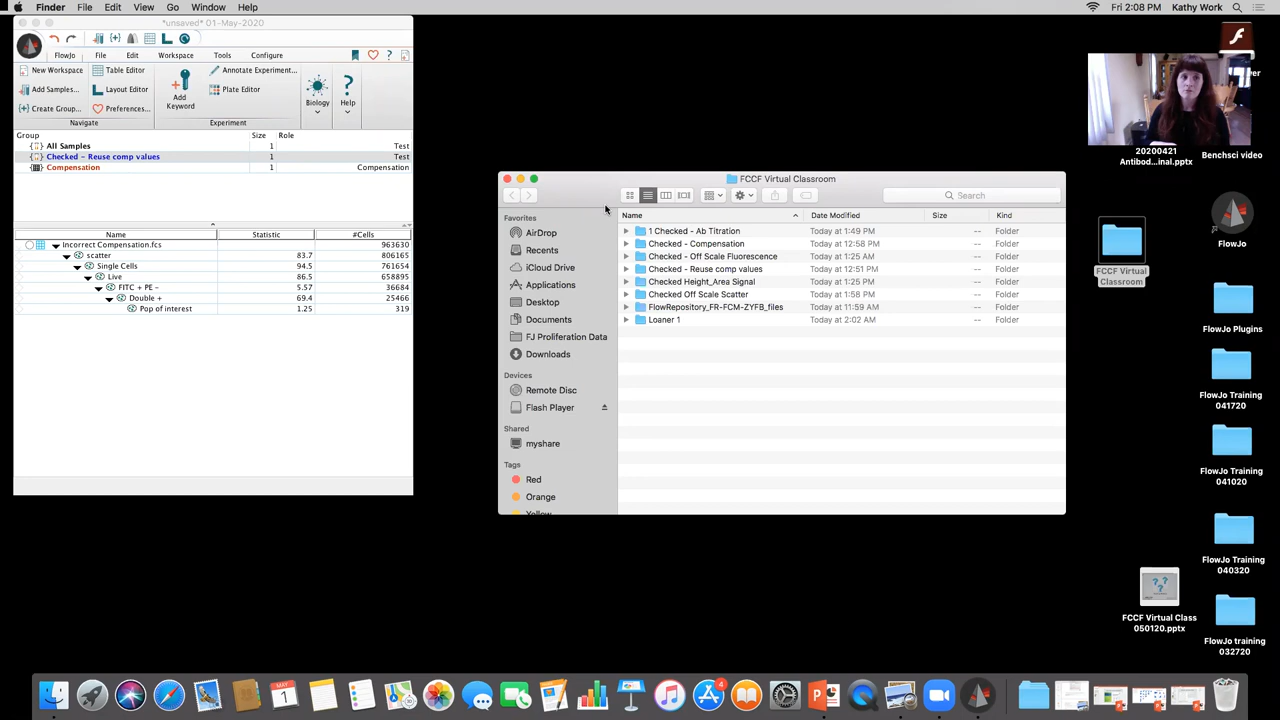 Finder File Edit View Go Window Help
Fri 2:08 PM Kathy Work
*unsaved* 01-May-2020
FlowJo File Edit Workspace Tools Configure
New Workspace
Table Editor
Add Samples...
Layout Editor
Create Group...
Preferences...
Navigate
Add Keyword
Annotate Experiment...
Plate Editor
Experiment
Biology
Help
Group Size Role
All Samples 1 Test
Checked - Reuse comp values 1 Test
Compensation 1 Compensation
Name Statistic #Cells
Incorrect Compensation.fcs 963630
scatter 83.7 806165
Single Cells 94.5 761654
Live 86.5 658895
FITC + PE - 5.57 36684
Double + 69.4 25466
Pop of interest 1.25 319
FCCF Virtual Classroom
Search
Favorites
AirDrop
Recents
iCloud Drive
Applications
Desktop
Documents
FJ Proliferation Data
Downloads
Devices
Remote Disc
Flash Player
Shared
myshare
Tags
Red
Orange
Yellow
Name Date Modified Size Kind
1 Checked - Ab Titration Today at 1:49 PM -- Folder
Checked - Compensation Today at 12:58 PM -- Folder
Checked - Off Scale Fluorescence Today at 1:25 AM -- Folder
Checked - Reuse comp values Today at 12:51 PM -- Folder
Checked Height_Area Signal Today at 1:25 PM -- Folder
Checked Off Scale Scatter Today at 1:58 PM -- Folder
FlowRepository_FR-FCM-ZYFB_files Today at 11:59 AM -- Folder
Loaner 1 Today at 2:02 AM -- Folder
20200421
Antibod...inal.pptx
Benchsci video
FCCF Virtual
Classroom
FlowJo
FlowJo Plugins
FlowJo Training
041720
FlowJo Training
041020
FlowJo Training
040320
FCCF Virtual Class
050120.pptx
FlowJo training
032720
MAY
1
4